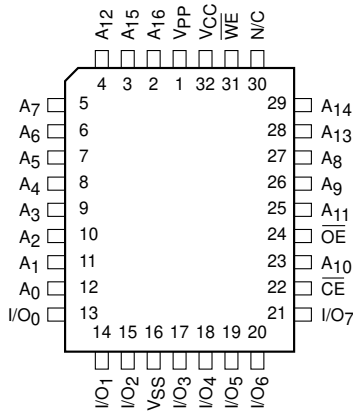 A12 A15 A16 VPP VCC W̅E̅ N/C
4 3 2 1 32 31 30
A7 5 29 A14
A6 6 28 A13
A5 7 27 A8
A4 8 26 A9
A3 9 25 A11
A2 10 24 O̅E̅
A1 11 23 A10
A0 12 22 C̅E̅
I/O0 13 21 I/O7
14 15 16 17 18 19 20
I/O1 I/O2 VSS I/O3 I/O4 I/O5 I/O6